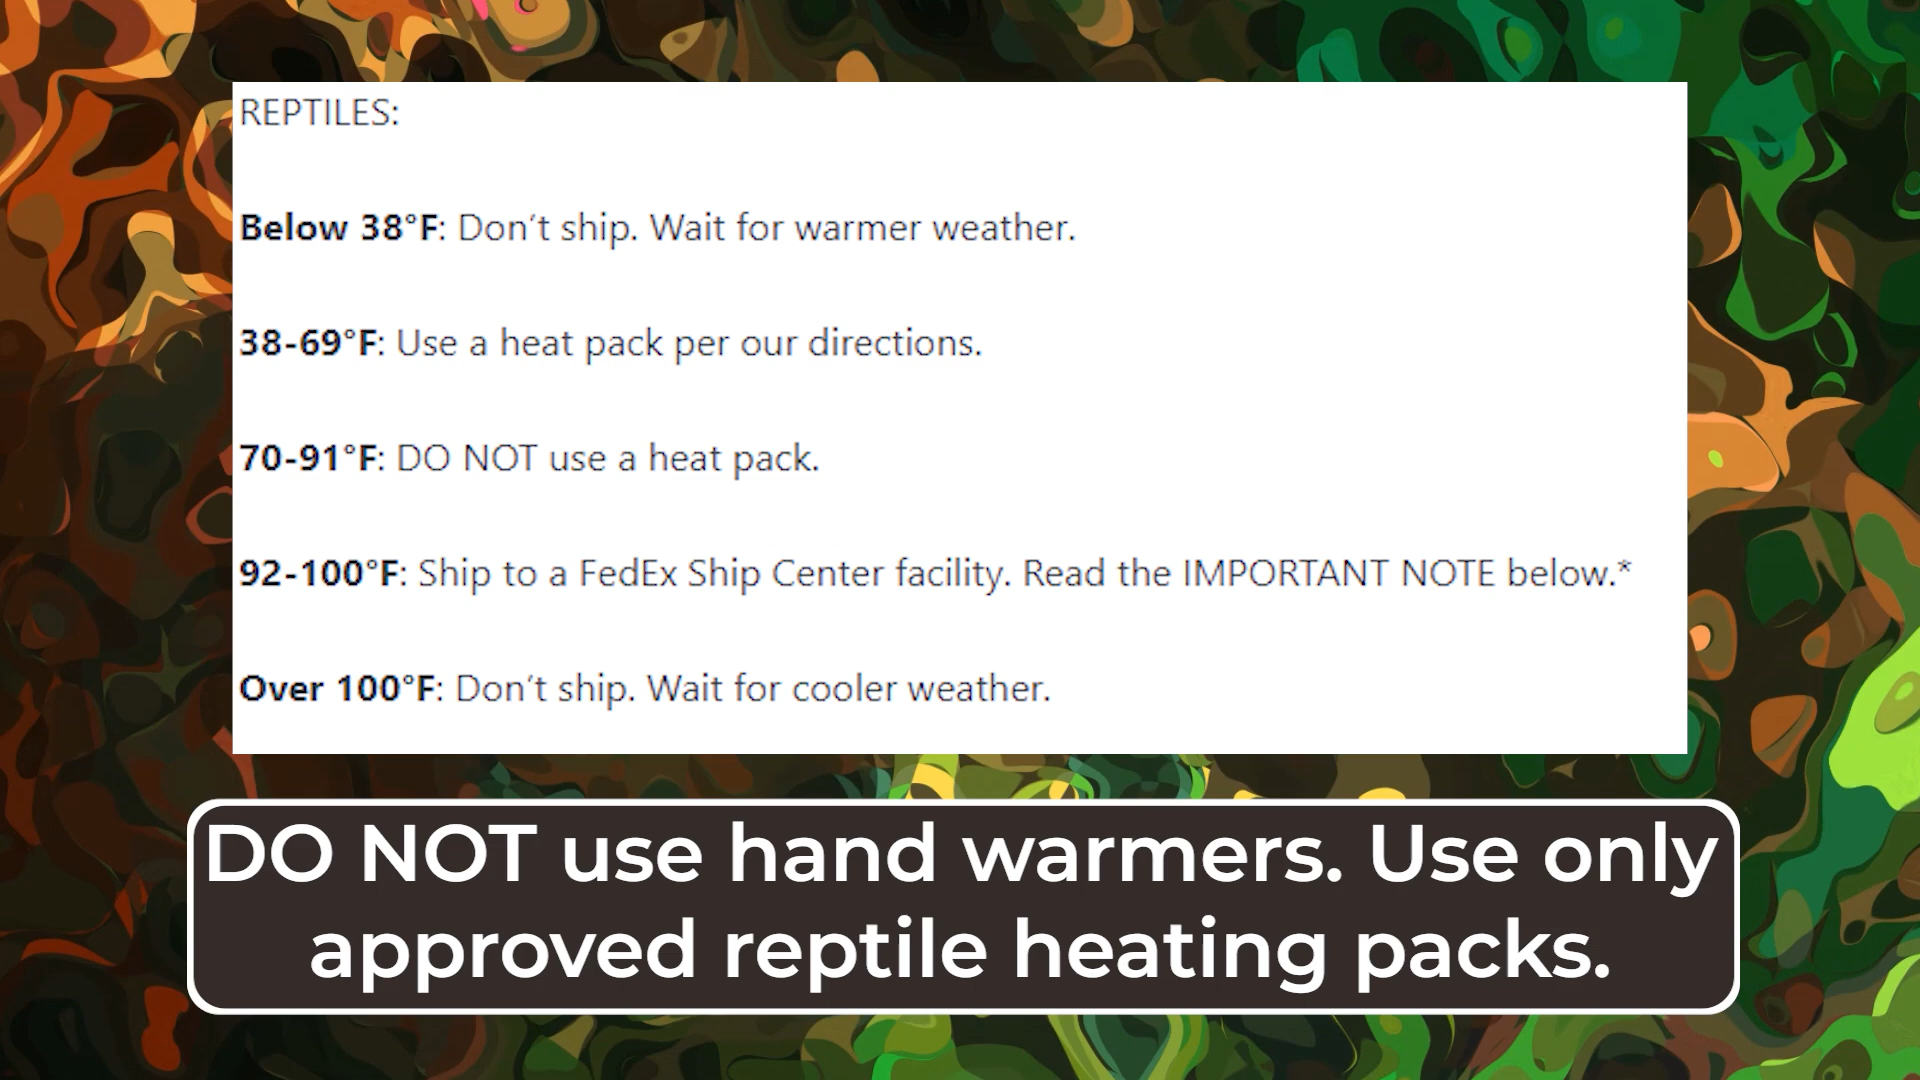 REPTILES:
Below 38°F: Don’t ship. Wait for warmer weather.
38-69°F: Use a heat pack per our directions.
70-91°F: DO NOT use a heat pack.
92-100°F: Ship to a FedEx Ship Center facility. Read the IMPORTANT NOTE below.*
Over 100°F: Don’t ship. Wait for cooler weather.
DO NOT use hand warmers. Use only
approved reptile heating packs.